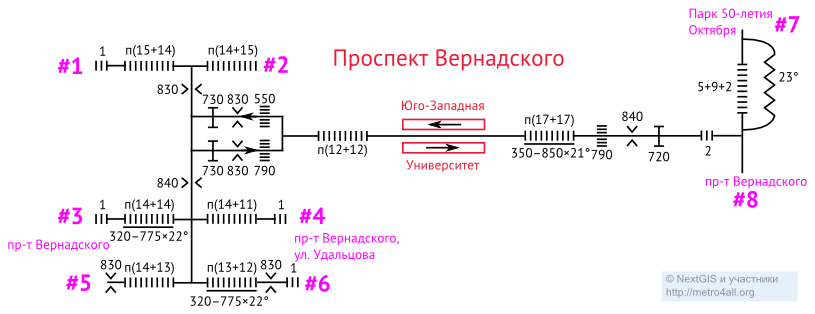 Парк 50-летия
Октября
#7
Проспект Вернадского
#1
1
п(15+14)
п(14+15)
#2
830
730
830
550
Юго-Западная
п(17+17)
840
5+9+2
23°
п(12+12)
Университет
350–850×21°
790
720
2
730
830
790
840
пр-т Вернадского
#8
#3
1
п(14+14)
п(14+11)
1
#4
320–775×22°
пр-т Вернадского
пр-т Вернадского,
ул. Удальцова
#5
830
п(14+13)
п(13+12)
830
1
#6
320–775×22°
© NextGIS и участники
http://metro4all.org